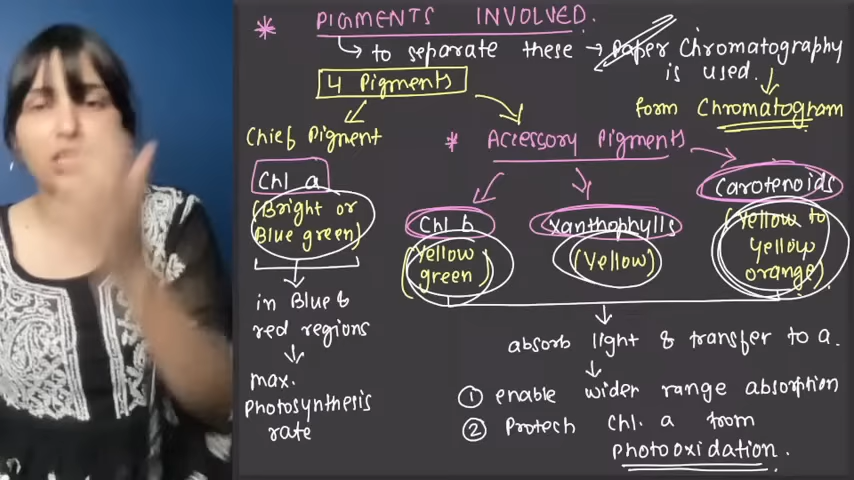 * PIGMENTS INVOLVED.
to separate these → Paper Chromatography
is used.
4 Pigments
form Chromatogram
Chief Pigment
* Accessory Pigments
Chl a
Carotenoids
(Bright or
Blue green)
Chl b
Xanthophylls
(Yellow to
yellow
orange)
(Yellow
green)
(Yellow)
in Blue &
red regions
absorb light & transfer to a.
max.
photosynthesis
rate
① enable wider range absorption
② Protech Chl. a from
photooxidation.